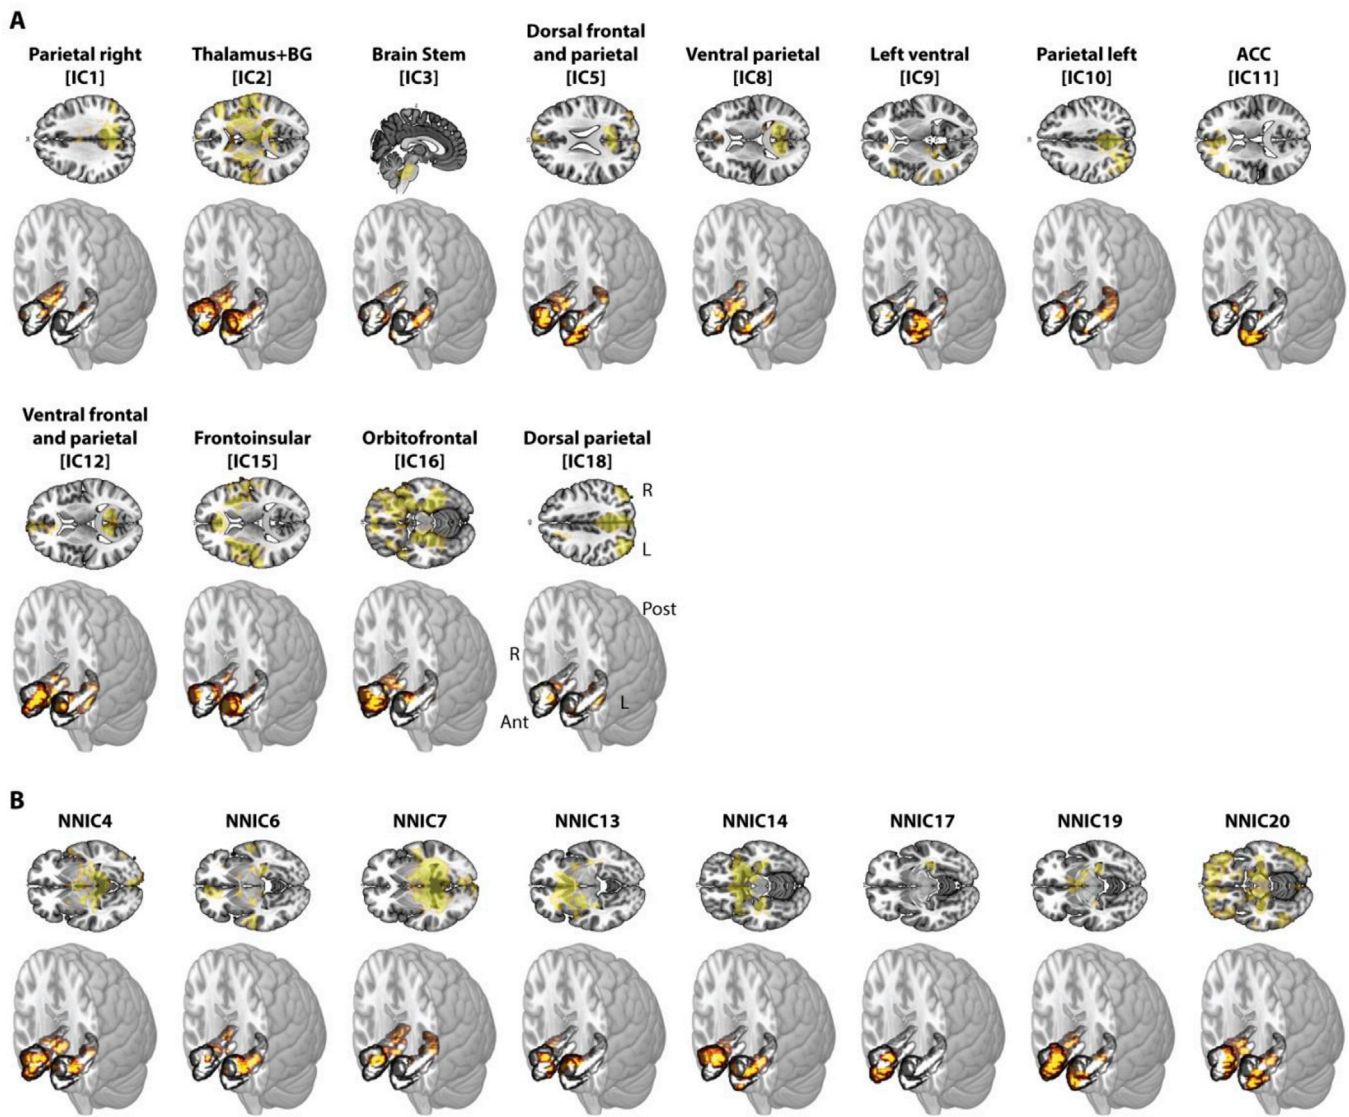 A
Parietal right
[IC1]
Thalamus+BG
[IC2]
Brain Stem
[IC3]
Dorsal frontal
and parietal
[IC5]
Ventral parietal
[IC8]
Left ventral
[IC9]
Parietal left
[IC10]
ACC
[IC11]
Ventral frontal
and parietal
[IC12]
Frontoinsular
[IC15]
Orbitofrontal
[IC16]
Dorsal parietal
[IC18]
R
L
Post
R
L
Ant
B
NNIC4
NNIC6
NNIC7
NNIC13
NNIC14
NNIC17
NNIC19
NNIC20